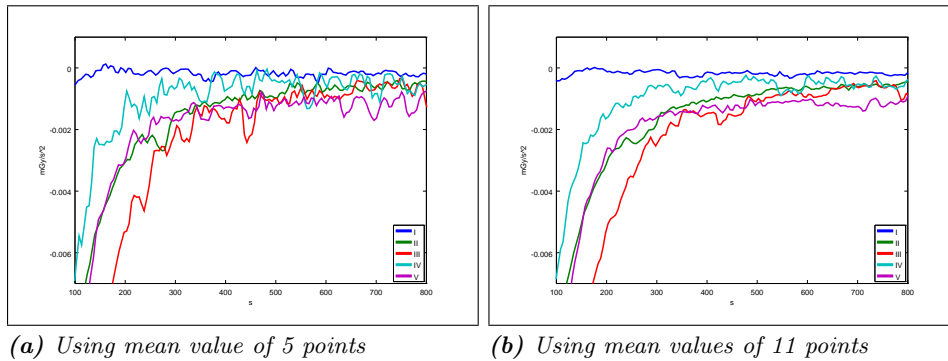 0
-0.002
-0.004
-0.006
mGy/s^2
100 200 300 400 500 600 700 800
s
I
II
III
IV
V
(a) Using mean value of 5 points
0
-0.002
-0.004
-0.006
mGy/s^2
100 200 300 400 500 600 700 800
s
I
II
III
IV
V
(b) Using mean values of 11 points